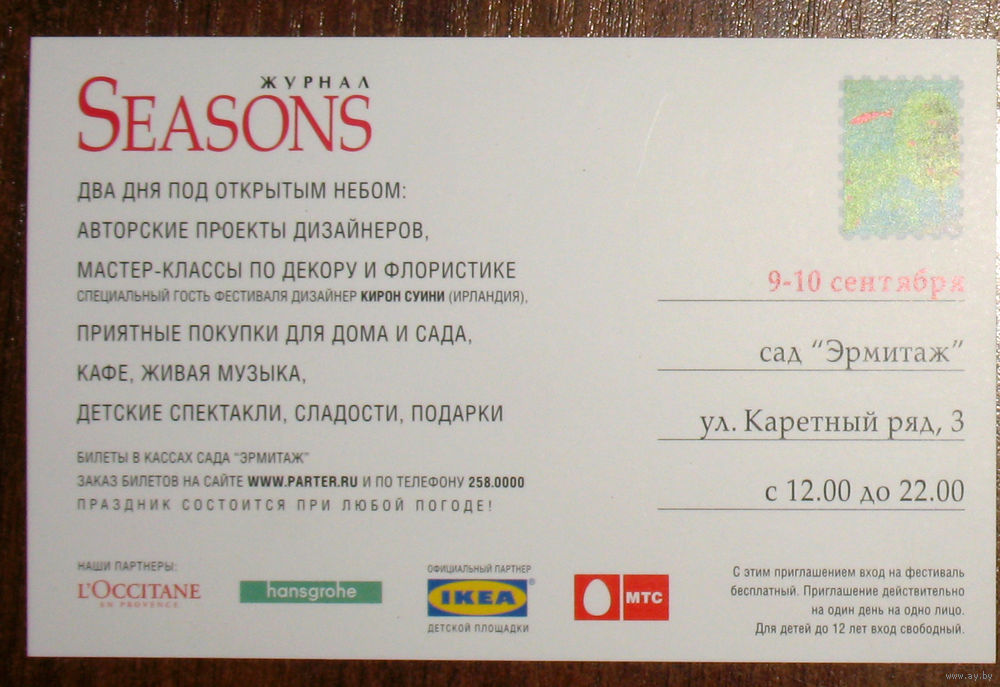 ЖУРНАЛ
SEASONS
ДВА ДНЯ ПОД ОТКРЫТЫМ НЕБОМ:
АВТОРСКИЕ ПРОЕКТЫ ДИЗАЙНЕРОВ,
МАСТЕР-КЛАССЫ ПО ДЕКОРУ И ФЛОРИСТИКЕ
СПЕЦИАЛЬНЫЙ ГОСТЬ ФЕСТИВАЛЯ ДИЗАЙНЕР КИРОН СУИНИ (ИРЛАНДИЯ),
ПРИЯТНЫЕ ПОКУПКИ ДЛЯ ДОМА И САДА,
КАФЕ, ЖИВАЯ МУЗЫКА,
ДЕТСКИЕ СПЕКТАКЛИ, СЛАДОСТИ, ПОДАРКИ
БИЛЕТЫ В КАССАХ САДА "ЭРМИТАЖ"
ЗАКАЗ БИЛЕТОВ НА САЙТЕ WWW.PARTER.RU И ПО ТЕЛЕФОНУ 258.0000
ПРАЗДНИК СОСТОИТСЯ ПРИ ЛЮБОЙ ПОГОДЕ!
9-10 сентября
сад "Эрмитаж"
ул. Каретный ряд, 3
с 12.00 до 22.00
НАШИ ПАРТНЕРЫ:
L'OCCITANE
EN PROVENCE
hansgrohe
ОФИЦИАЛЬНЫЙ ПАРТНЕР
IKEA®
ДЕТСКОЙ ПЛОЩАДКИ
МТС
С этим приглашением вход на фестиваль
бесплатный. Приглашение действительно
на один день на одно лицо.
Для детей до 12 лет вход свободный.
www.ay.by